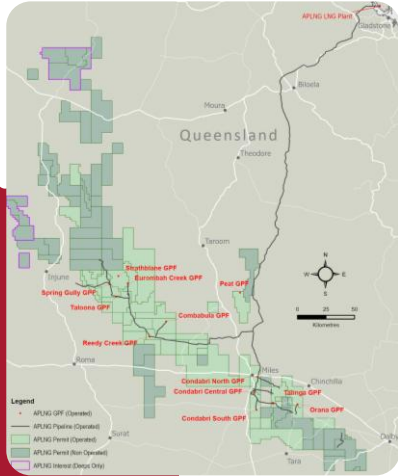 APLNG LNG Plant
Gladstone
Biloela
Moura
Queensland
Theodore
Taroom
Injune
Strathblane GPF
Eurombah Creek GPF
Peat GPF
Spring Gully GPF
Taloona GPF
Combabula GPF
Reedy Creek GPF
Roma
Miles
Condabri North GPF
Chinchilla
Condabri Central GPF
Talinga GPF
Orana GPF
Condabri South GPF
Surat
Dalby
Tara
N
W E
S
0 25 50
Kilometres
Legend
APLNG GPF (Operated)
APLNG Pipeline (Operated)
APLNG Permit (Operated)
APLNG Permit (Non Operated)
APLNG Interest (Deeps Only)